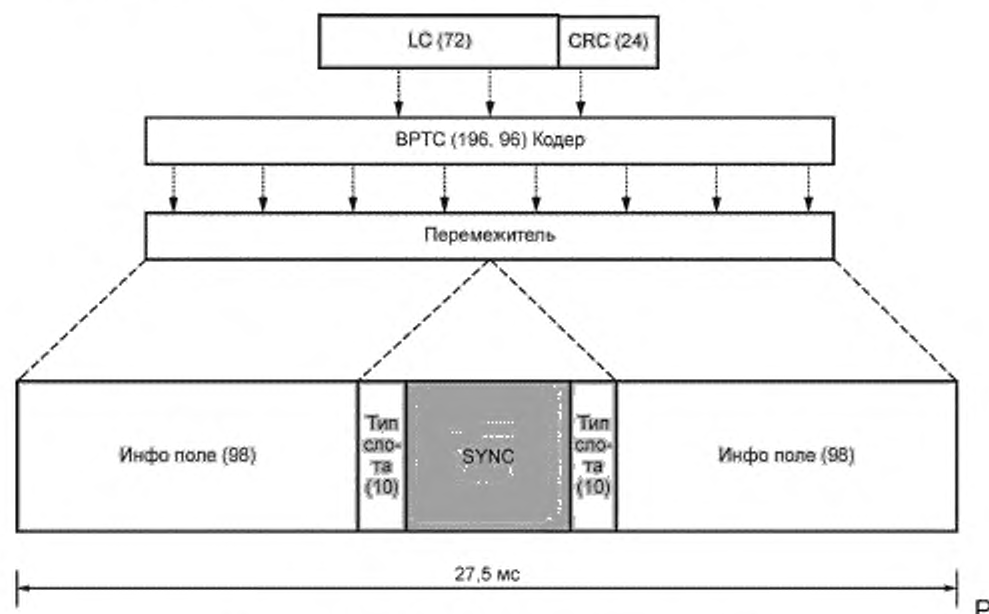 LC (72)
CRC (24)
BPTC (196, 96) Кодер
Перемежитель
Инфо поле (98)
Тип
сло-
та
(10)
SYNC
Тип
сло-
та
(10)
Инфо поле (98)
27,5 мс
Р